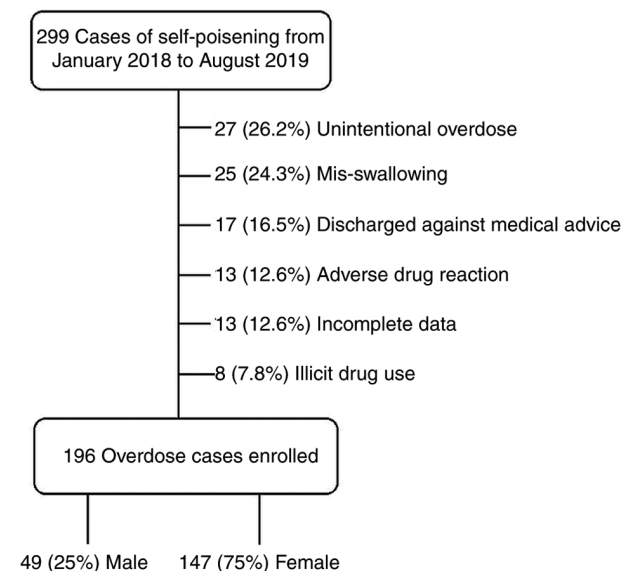 299 Cases of self-poisening from
January 2018 to August 2019
27 (26.2%) Unintentional overdose
25 (24.3%) Mis-swallowing
17 (16.5%) Discharged against medical advice
13 (12.6%) Adverse drug reaction
13 (12.6%) Incomplete data
8 (7.8%) Illicit drug use
196 Overdose cases enrolled
49 (25%) Male
147 (75%) Female